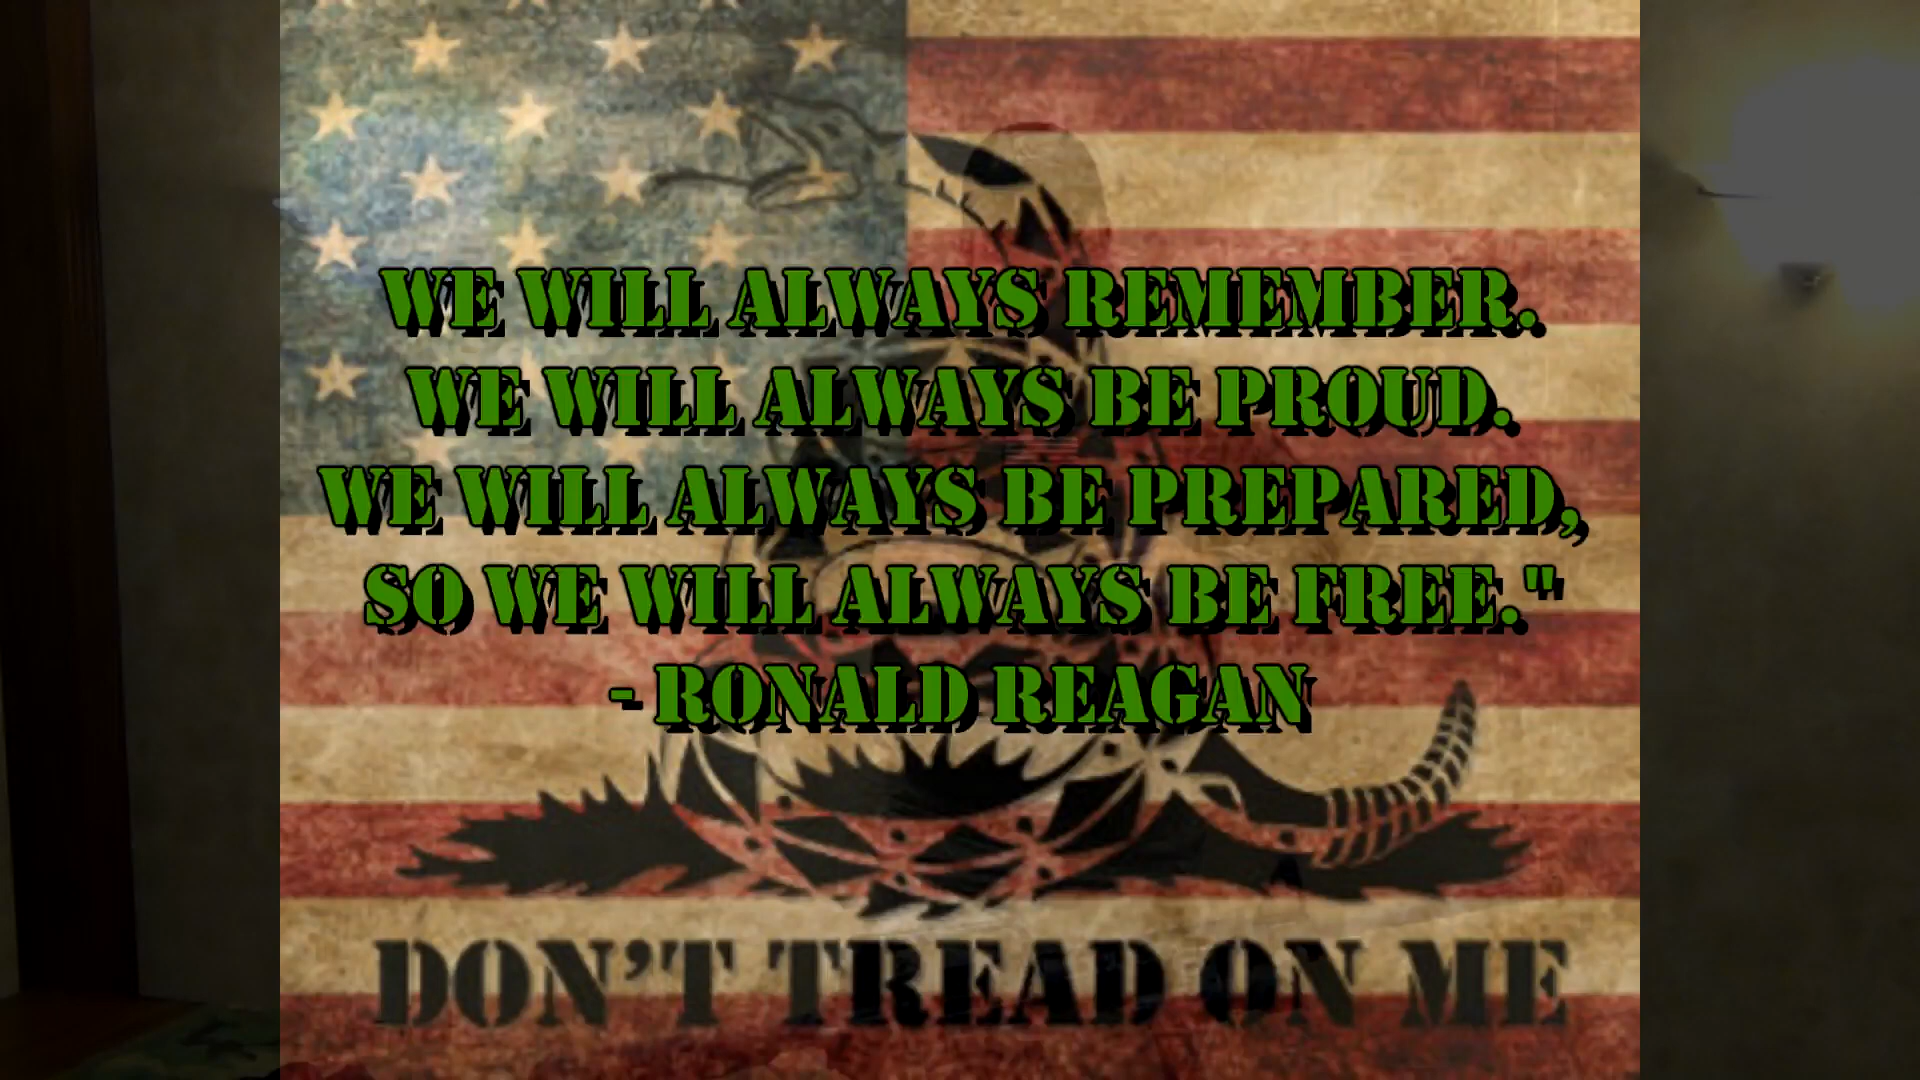 WE WILL ALWAYS REMEMBER.
WE WILL ALWAYS BE PROUD.
WE WILL ALWAYS BE PREPARED,
SO WE WILL ALWAYS BE FREE."
- RONALD REAGAN
DON'T TREAD ON ME